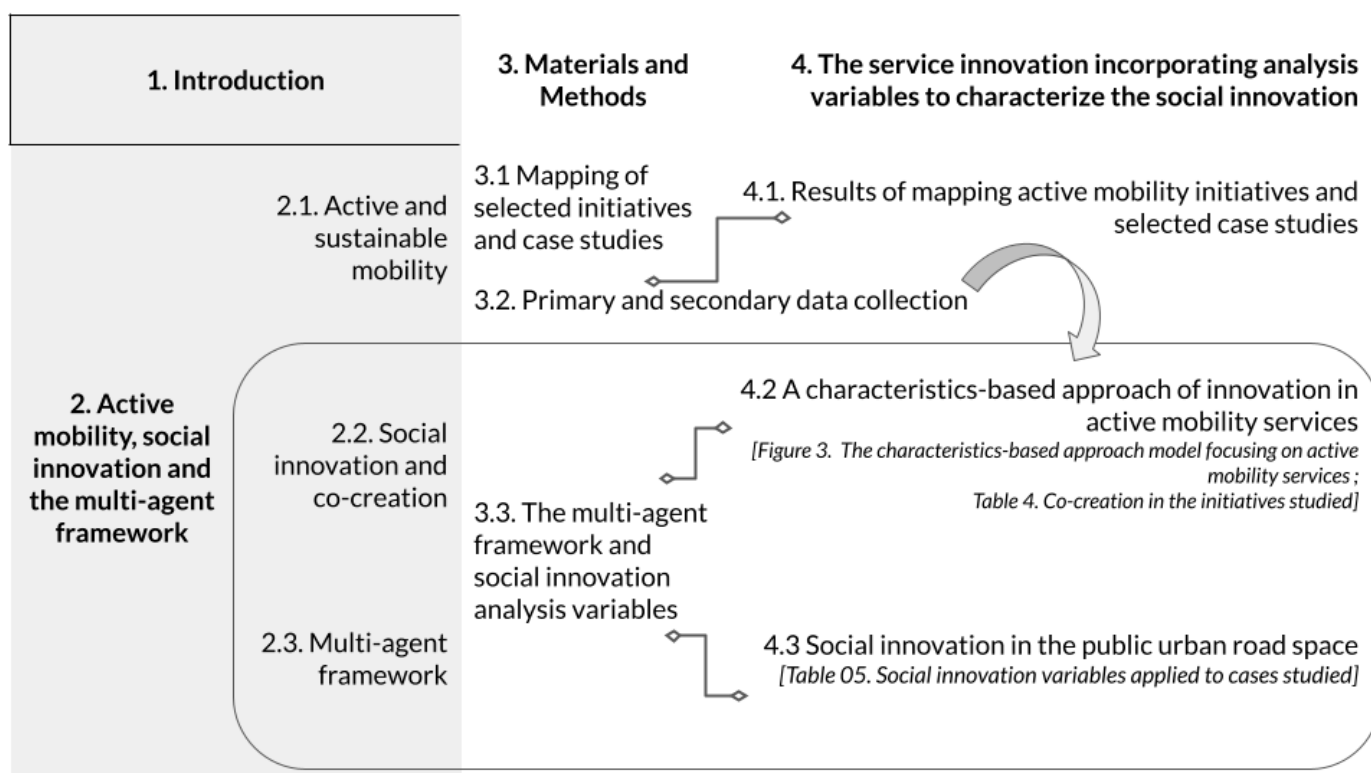 1. Introduction
3. Materials and
Methods
4. The service innovation incorporating analysis
variables to characterize the social innovation
2.1. Active and
sustainable
mobility
3.1 Mapping of
selected initiatives
and case studies
3.2. Primary and secondary data collection
4.1. Results of mapping active mobility initiatives and
selected case studies
2. Active
mobility, social
innovation and
the multi-agent
framework
2.2. Social
innovation and
co-creation
2.3. Multi-agent
framework
3.3. The multi-agent
framework and
social innovation
analysis variables
4.2 A characteristics-based approach of innovation in
active mobility services
[Figure 3. The characteristics-based approach model focusing on active
mobility services ;
Table 4. Co-creation in the initiatives studied]
4.3 Social innovation in the public urban road space
[Table 05. Social innovation variables applied to cases studied]